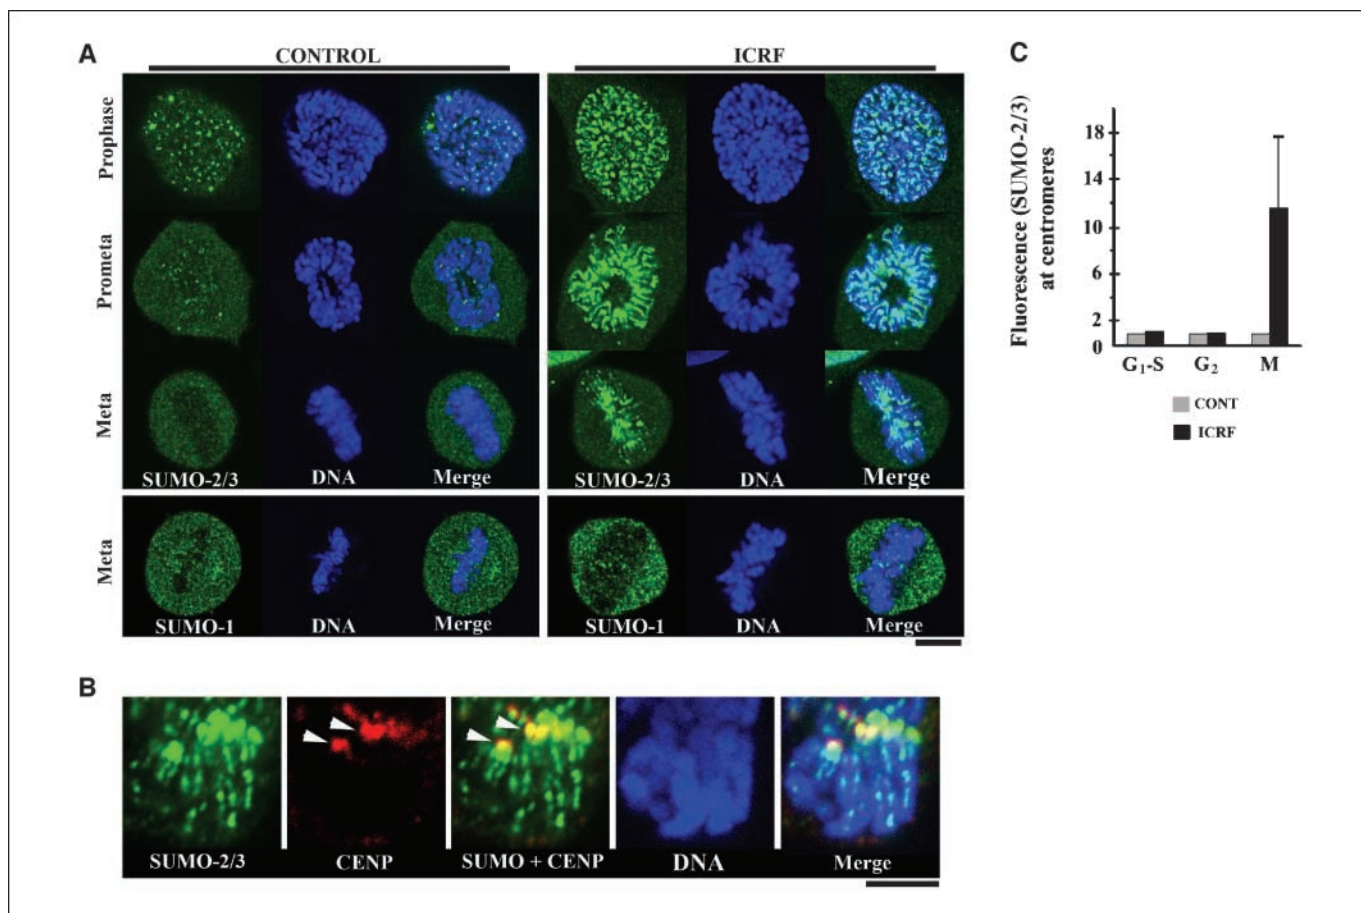 A
CONTROL
ICRF
Prophase
Prometa
Meta
SUMO-2/3
DNA
Merge
SUMO-2/3
DNA
Merge
Meta
SUMO-1
DNA
Merge
SUMO-1
DNA
Merge
B
SUMO-2/3
CENP
SUMO + CENP
DNA
Merge
C
Fluorescence (SUMO-2/3)
at centromeres
18
14
10
6
2
0
G1-S
G2
M
CONT
ICRF